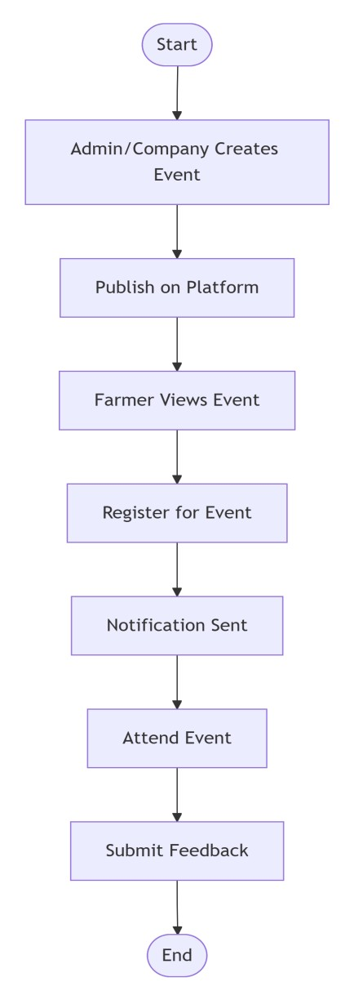 Start
Admin/Company Creates
Event
Publish on Platform
Farmer Views Event
Register for Event
Notification Sent
Attend Event
Submit Feedback
End